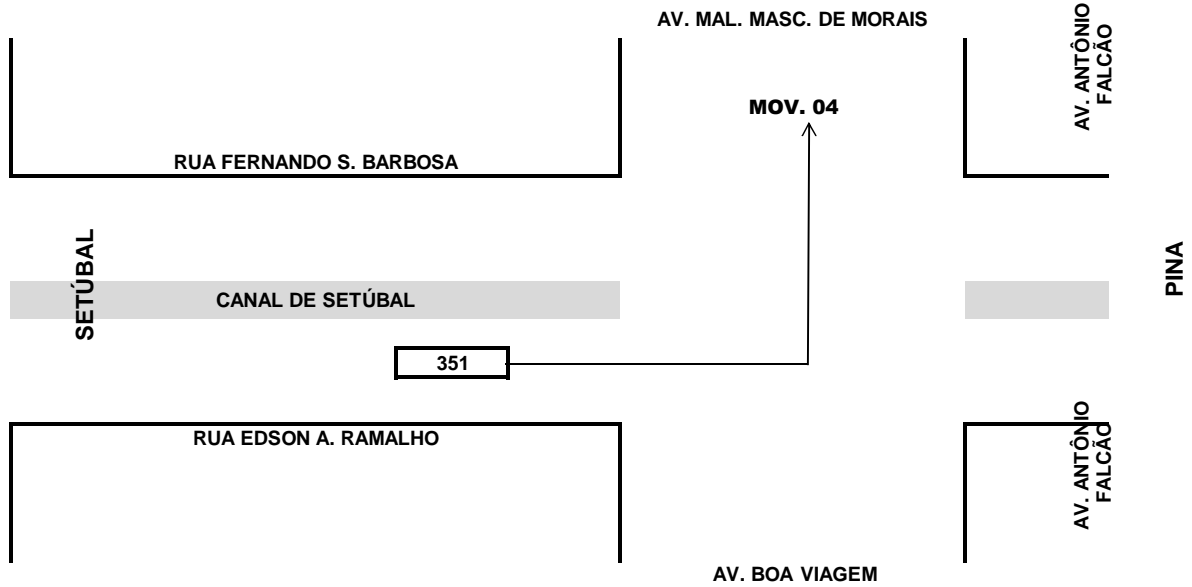 AV. MAL. MASC. DE MORAIS
AV. ANTÔNIO
FALCÃO
MOV. 04
RUA FERNANDO S. BARBOSA
SETÚBAL
PINA
CANAL DE SETÚBAL
351
RUA EDSON A. RAMALHO
AV. ANTÔNIO
FALCÃO
AV. BOA VIAGEM